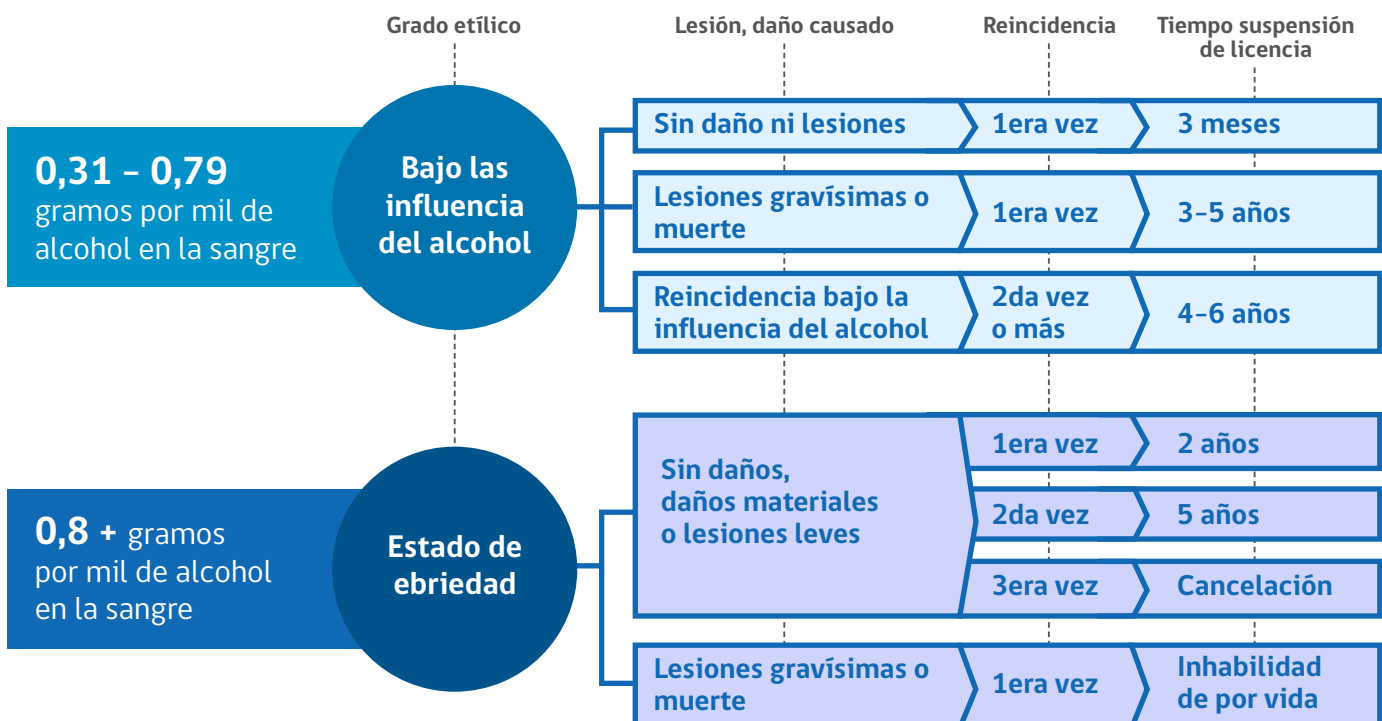 Grado etílico
Lesión, daño causado
Reincidencia
Tiempo suspensión
de licencia
0,31 – 0,79
gramos por mil de
alcohol en la sangre
Bajo las
influencia
del alcohol
Sin daño ni lesiones
1era vez
3 meses
Lesiones gravísimas o
muerte
1era vez
3-5 años
Reincidencia bajo la
influencia del alcohol
2da vez
o más
4-6 años
0,8 + gramos
por mil de alcohol
en la sangre
Estado de
ebriedad
Sin daños,
daños materiales
o lesiones leves
1era vez
2 años
2da vez
5 años
3era vez
Cancelación
Lesiones gravísimas o
muerte
1era vez
Inhabilidad
de por vida